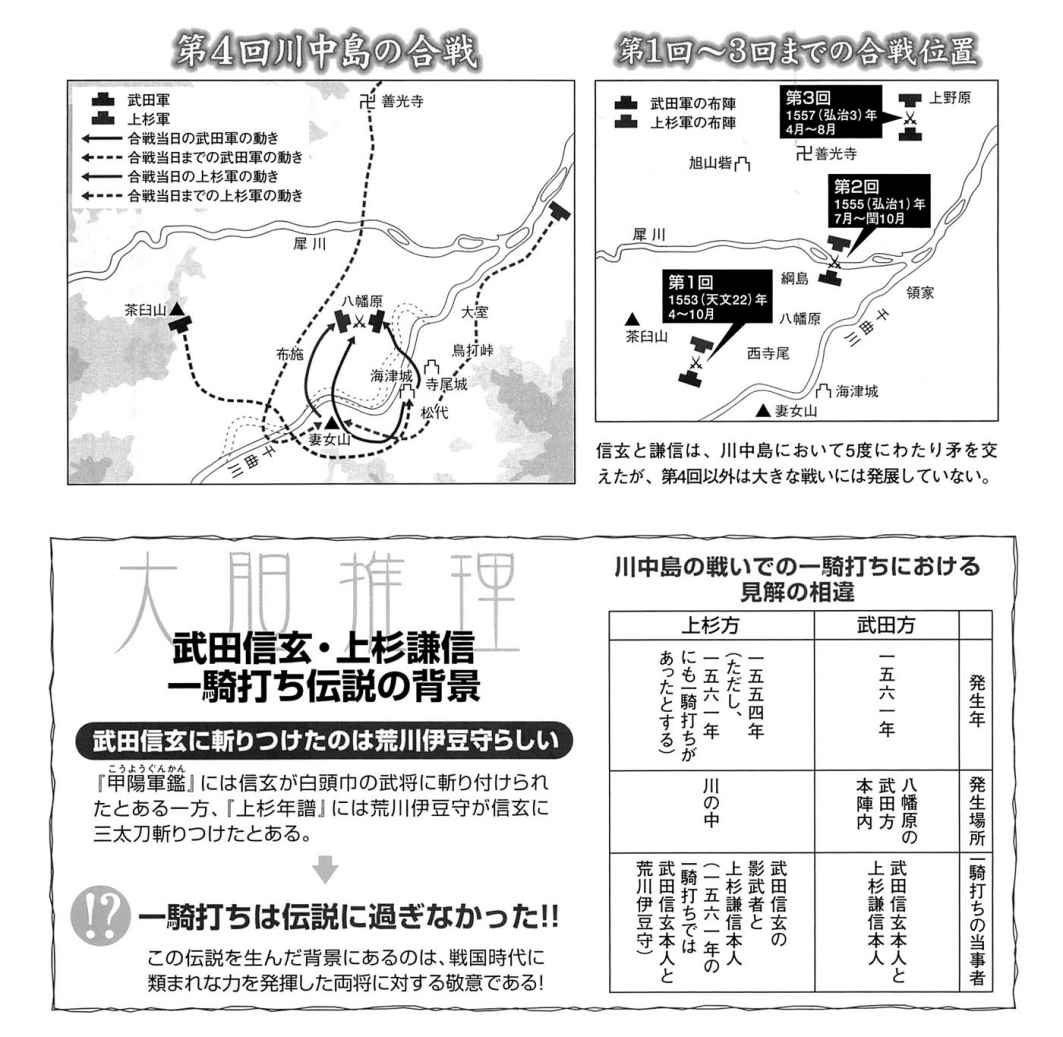 第4回川中島の合戦
武田軍
上杉軍
合戦当日の武田軍の動き
合戦当日までの武田軍の動き
合戦当日の上杉軍の動き
合戦当日までの上杉軍の動き
卍善光寺
犀川
茶臼山
八幡原
大室
布施
鳥打峠
海津城
寺尾城
松代
妻女山
千曲川
第1回～3回までの合戦位置
武田軍の布陣
上杉軍の布陣
第3回
1557(弘治3)年
4月～8月
上野原
旭山砦
卍善光寺
第2回
1555(弘治1)年
7月～閏10月
犀川
綱島
第1回
1553(天文22)年
4～10月
領家
八幡原
千曲川
茶臼山
西寺尾
海津城
妻女山
信玄と謙信は、川中島において5度にわたり矛を交
えたが、第4回以外は大きな戦いには発展していない。
大胆推理
武田信玄・上杉謙信
一騎打ち伝説の背景
武田信玄に斬りつけたのは荒川伊豆守らしい
こうようぐんかん
『甲陽軍鑑』には信玄が白頭巾の武将に斬り付けられ
たとある一方、『上杉年譜』には荒川伊豆守が信玄に
三太刀斬りつけたとある。
!?
一騎打ちは伝説に過ぎなかった!!
この伝説を生んだ背景にあるのは、戦国時代に
類まれな力を発揮した両将に対する敬意である!
川中島の戦いでの一騎打ちにおける
見解の相違
武田方
上杉方
発生年
一五六一年
一五五四年
(ただし、
一五六一年
にも一騎打ちが
あったとする)
発生場所
八幡原の
武田方
本陣内
川の中
一騎打ちの当事者
武田信玄本人と
上杉謙信本人
武田信玄の
影武者と
上杉謙信本人
(一五六一年の
一騎打ちでは
武田信玄本人と
荒川伊豆守)